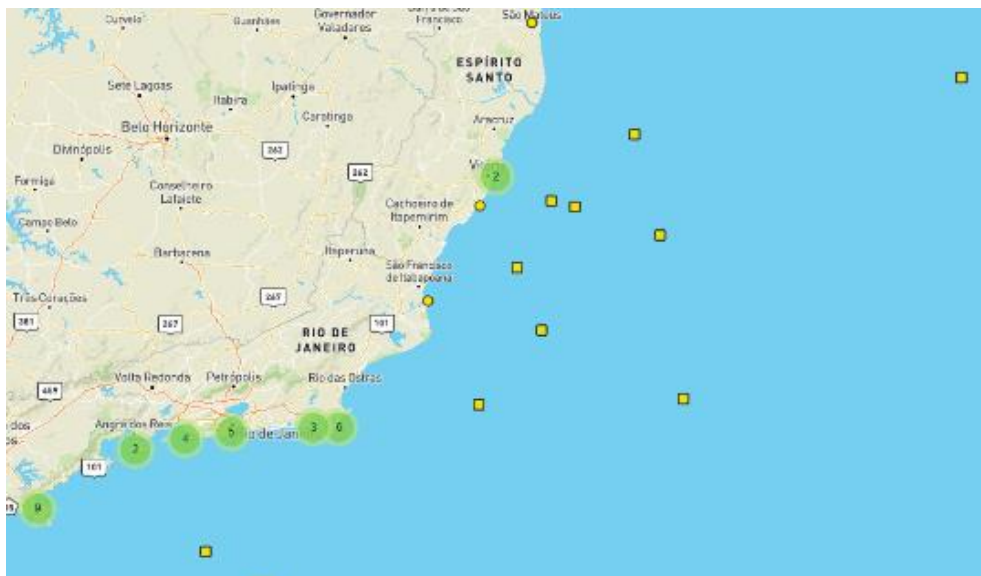 Curvelo
Guanhães
Governador
Valadares
Francisco
São Mateus
ESPÍRITO
SANTO
Sete Lagoas
Ipatinga
Itabira
Caratinga
Aracruz
Belo Horizonte
Divinópolis
262
262
2
Formiga
Conselheiro
Lafaiete
Cachoeiro de
Itapemirim
Campo Belo
Barbacena
Itaperuna
São Francisco
de Itabapoana
Três Corações
381
267
267
101
RIO DE
JANEIRO
Volta Redonda
Petrópolis
Rio das Ostras
459
Angra dos Reis
4
5
3
6
101
9